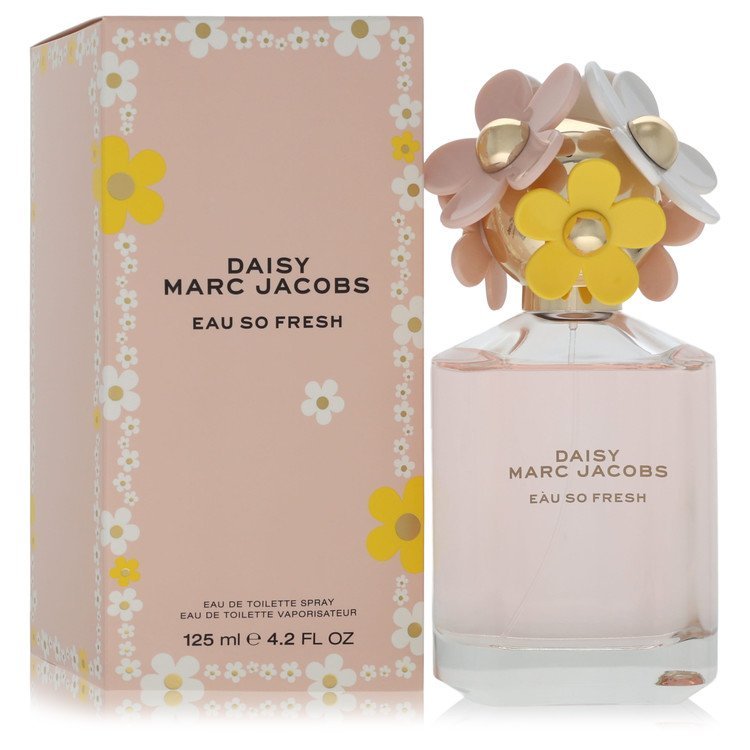 DAISY
MARC JACOBS
EAU SO FRESH
EAU DE TOILETTE SPRAY
EAU DE TOILETTE VAPORISATEUR
125 ml e 4.2 FL OZ
DAISY
MARC JACOBS
EAU SO FRESH